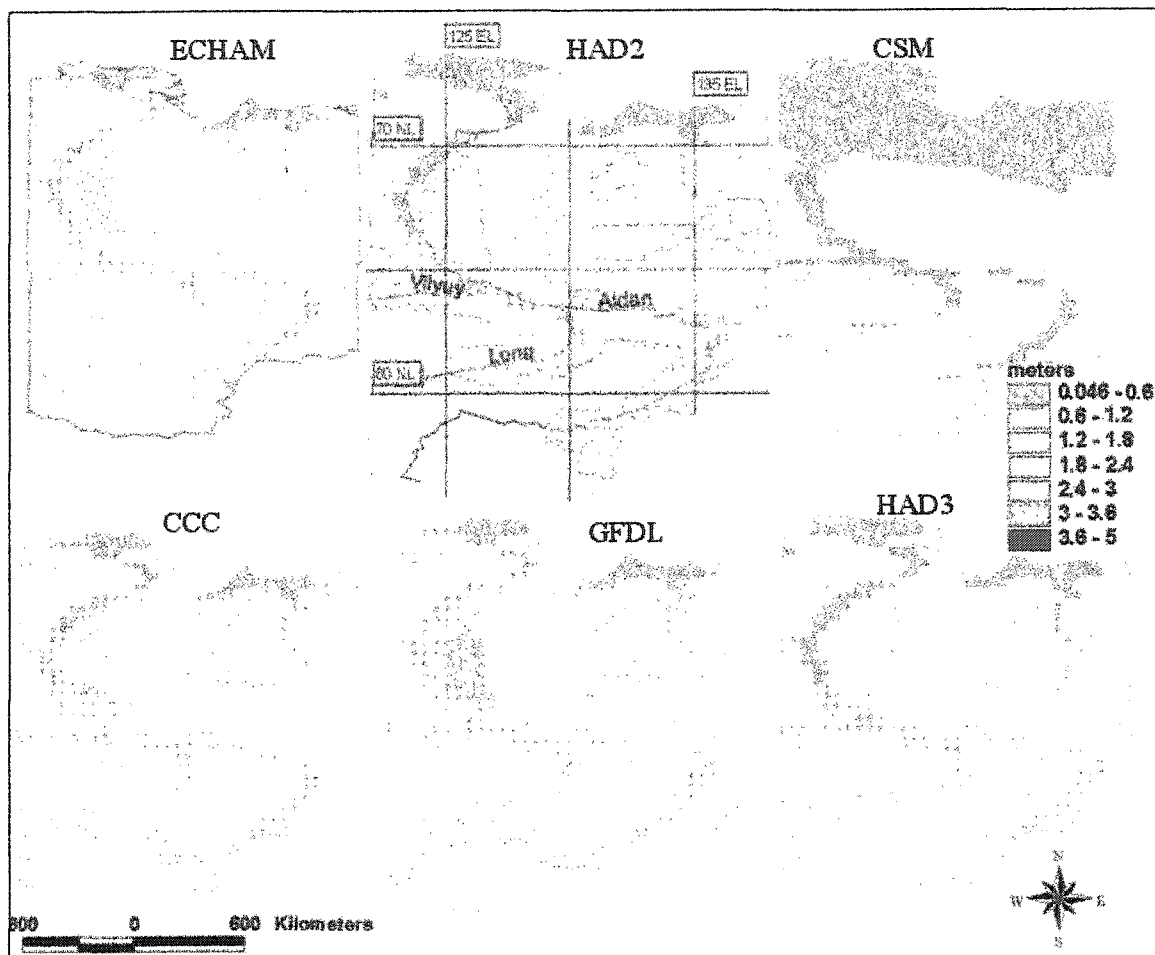 ECHAM
125 EL
HAD2
135 EL
CSM
70 NL
Vilyuy
Aldan
Lena
60 NL
meters
0.046 - 0.6
0.6 - 1.2
1.2 - 1.8
1.8 - 2.4
2.4 - 3
3 - 3.6
3.6 - 5
CCC
GFDL
HAD3
600 0 600 Kilometers
N
W E
S